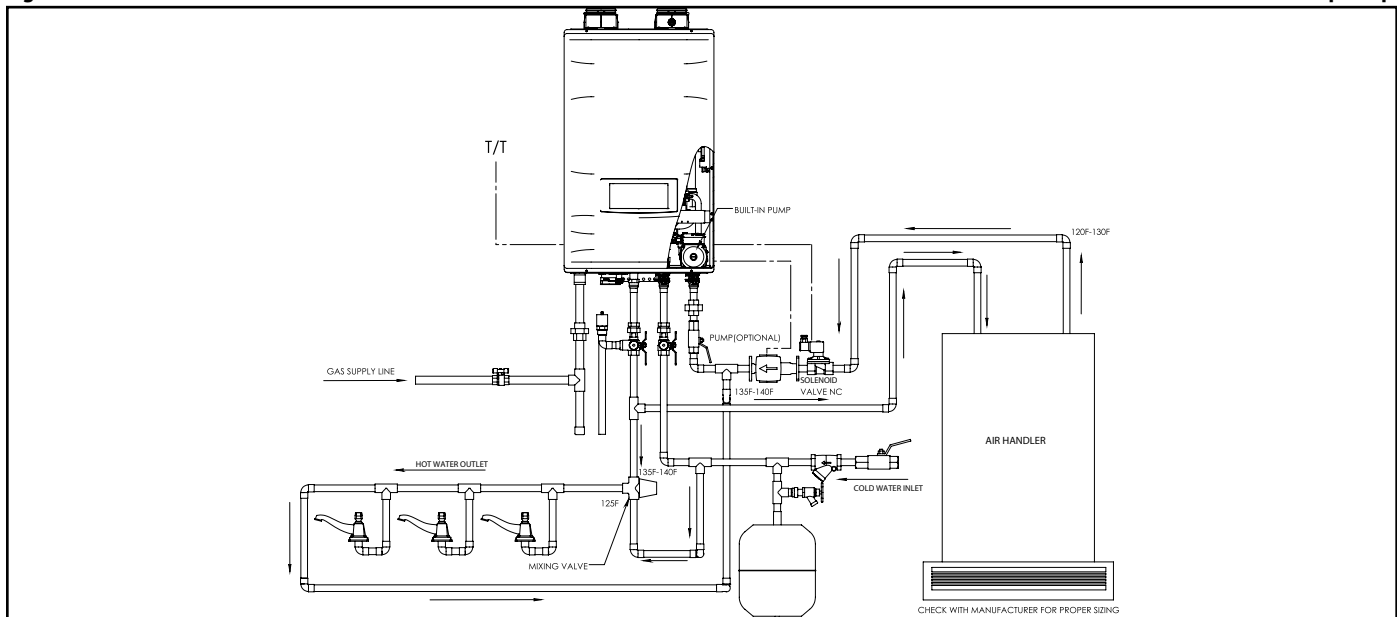 T/T
BUILT-IN PUMP
120F-130F
PUMP(OPTIONAL)
GAS SUPPLY LINE
SOLENOID
VALVE NC
135F-140F
AIR HANDLER
HOT WATER OUTLET
135F-140F
COLD WATER INLET
125F
MIXING VALVE
CHECK WITH MANUFACTURER FOR PROPER SIZING